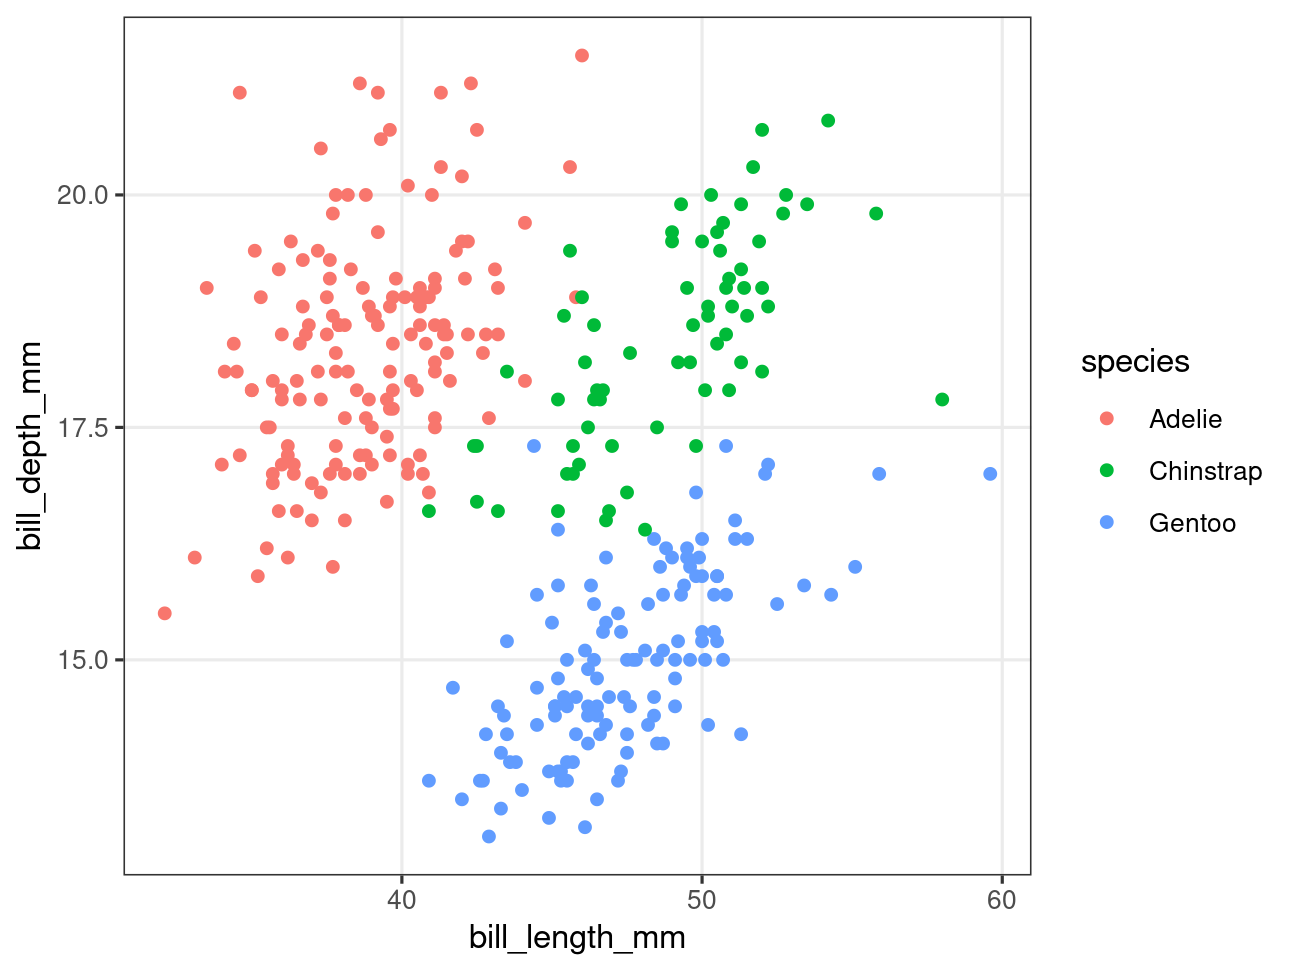 20.0
17.5
15.0
bill_depth_mm
40
50
60
bill_length_mm
species
Adelie
Chinstrap
Gentoo